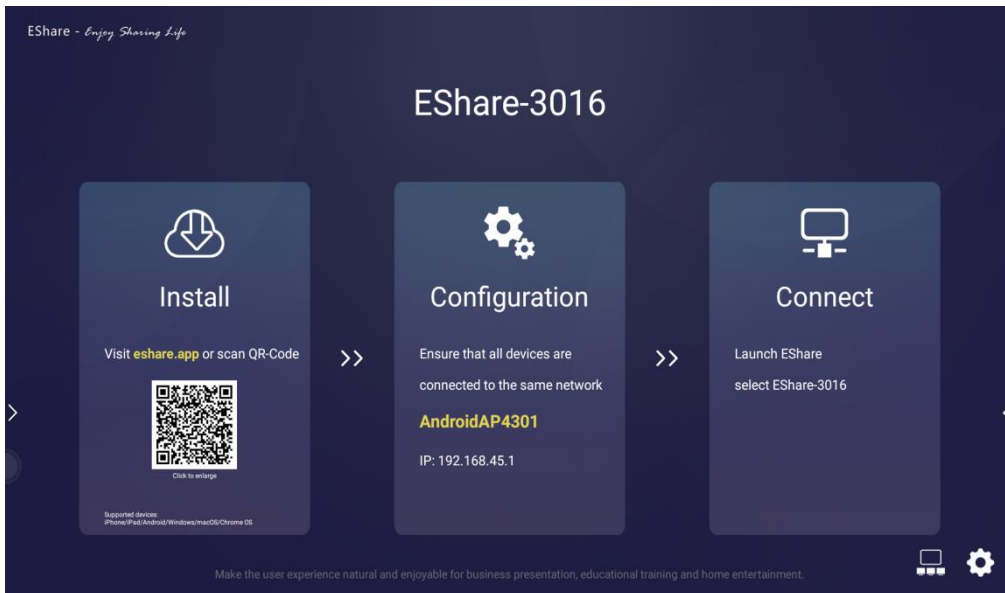 EShare - Enjoy Sharing Life
EShare-3016
Install
Visit eshare.app or scan QR-Code
Click to enlarge
Supported devices:
iPhone/iPad/Android/Windows/macOS/Chrome OS
Configuration
Ensure that all devices are
connected to the same network
AndroidAP4301
IP: 192.168.45.1
Connect
Launch EShare
select EShare-3016
Make the user experience natural and enjoyable for business presentation, educational training and home entertainment.